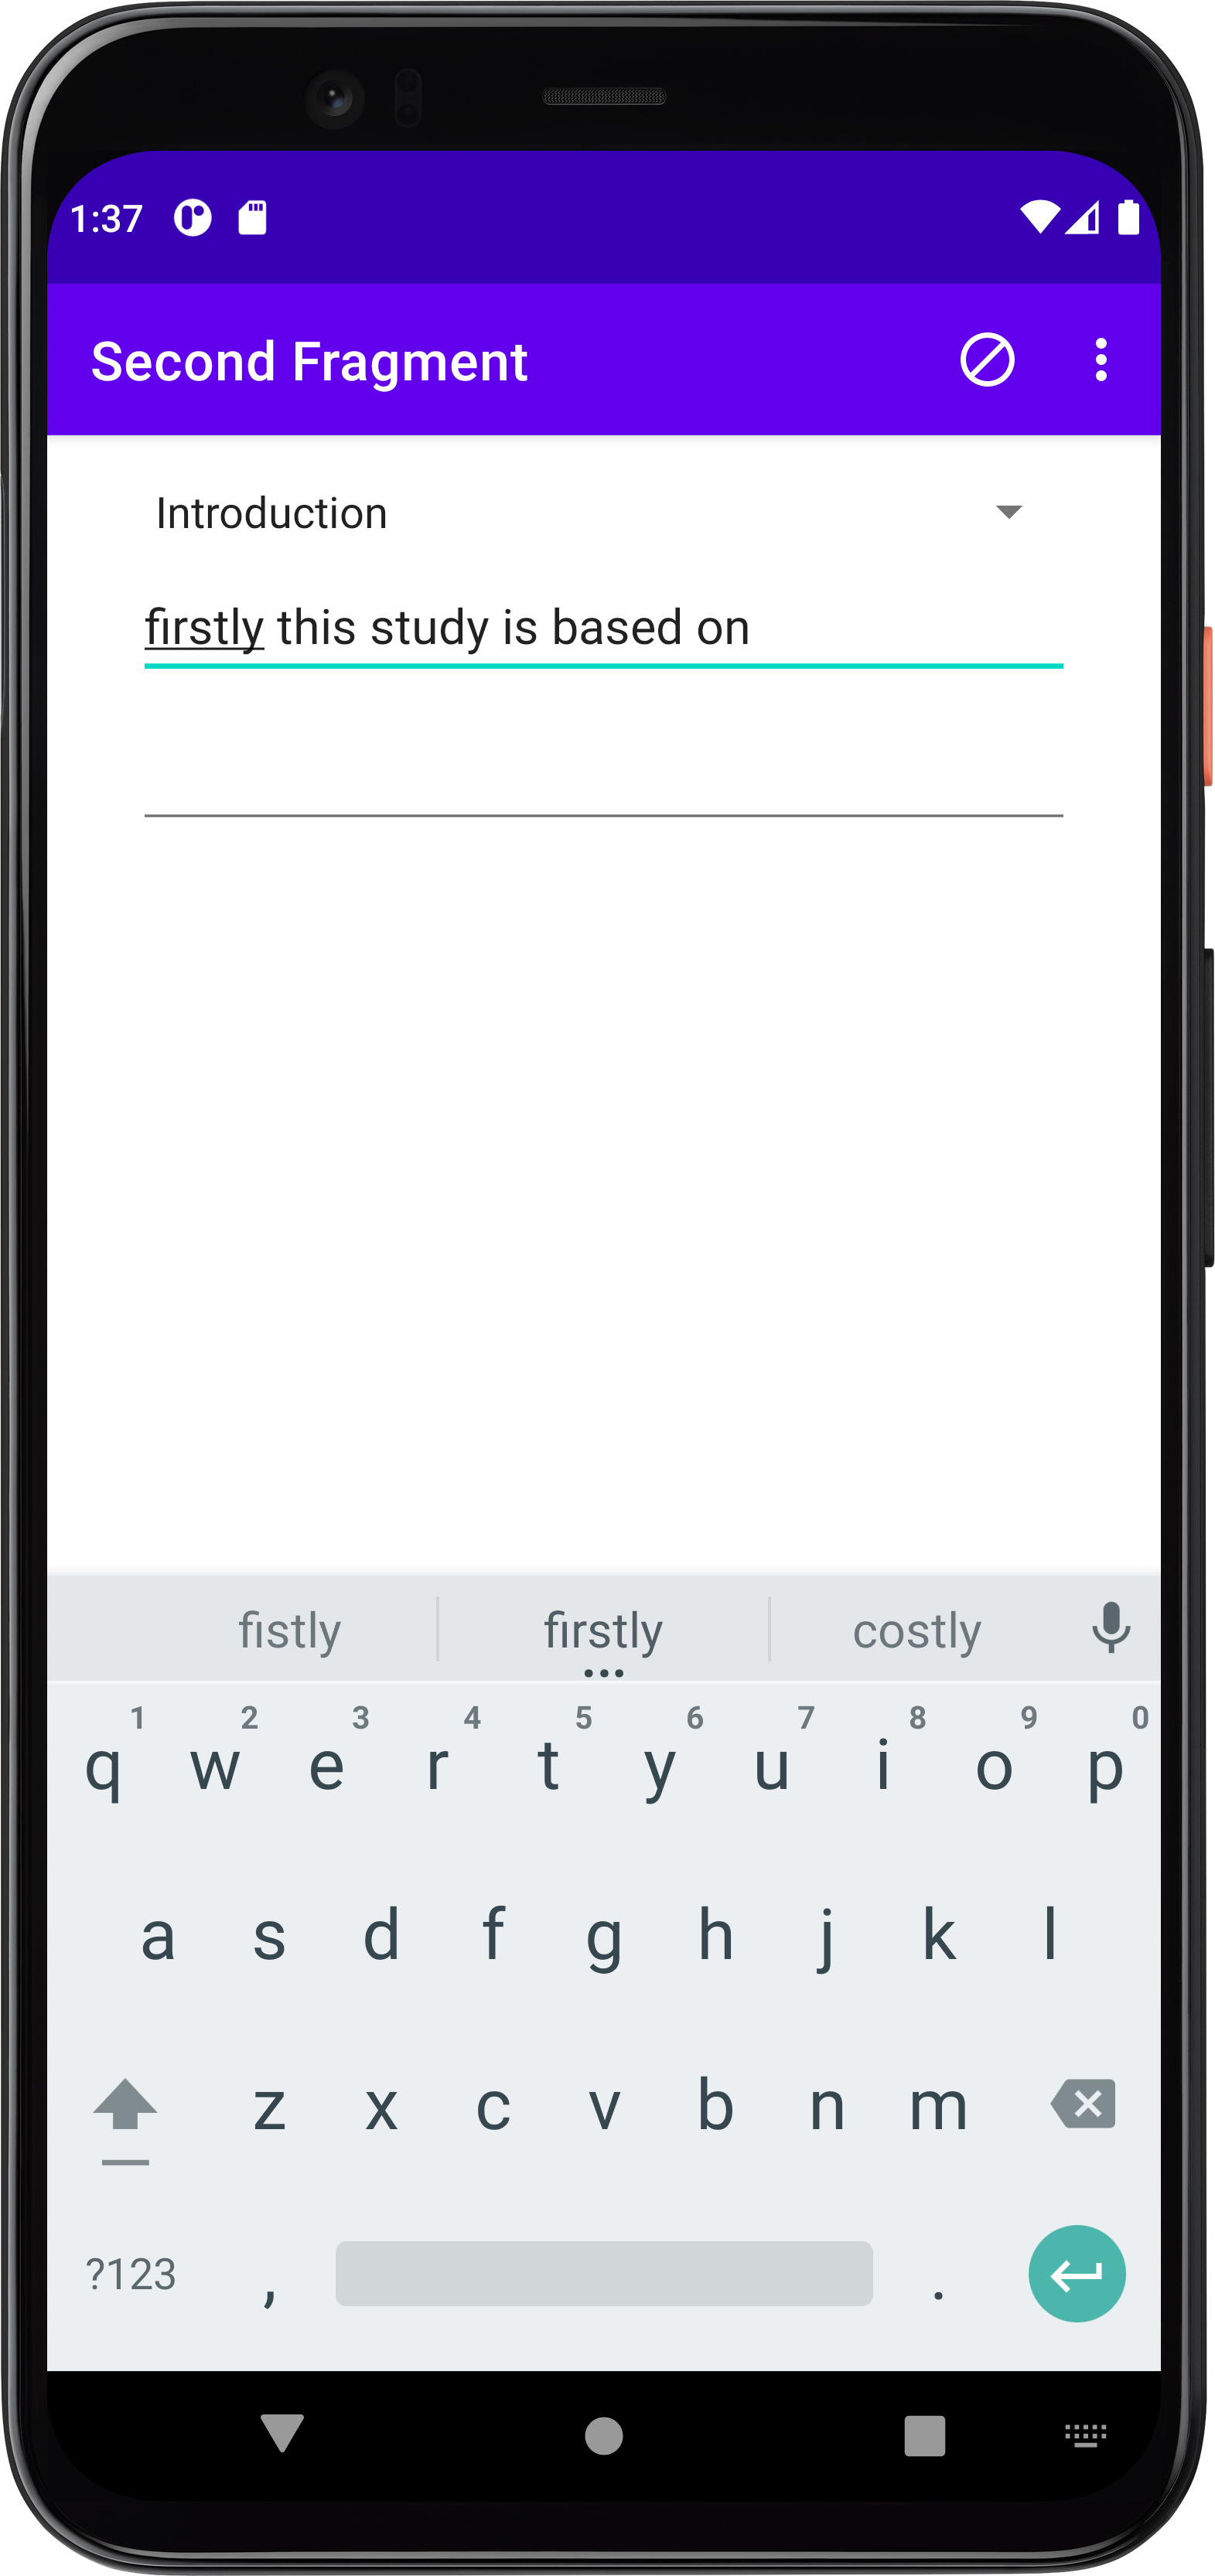 1:37
Second Fragment
Introduction
firstly this study is based on
fistly firstly costly
1 2 3 4 5 6 7 8 9 0
q w e r t y u i o p
a s d f g h j k l
z x c v b n m
?123 , .